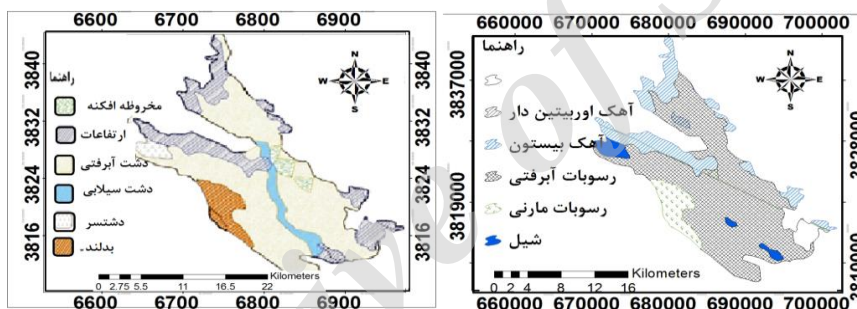 6600 6700 6800 6900
3840
3832
3824
3816
N
W E
S
راهنما
مخروطه افکنه
ارتفاعات
دشت آبرفتی
دشت سیلابی
دشتسر
بدلند.
0 2.75 5.5 11 16.5 22
Kilometers
6600 6700 6800 6900
660000 670000 680000 690000 700000
3837000
3819000
N
W E
S
راهنما
آهک اوربیتین دار
آهک بیستون
رسوبات آبرفتی
رسوبات مارنی
شیل
0 2 4 8 12 16
Kilometers
660000 670000 680000 690000 700000